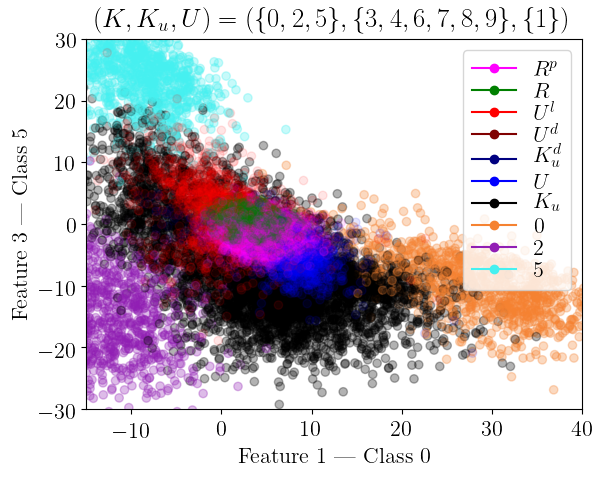 (K, K_u, U) = ({0, 2, 5}, {3, 4, 6, 7, 8, 9}, {1})
30
20
10
0
−10
−20
−30
Feature 3 — Class 5
R^p
R
U^l
U^d
K_u^d
U
K_u
0
2
5
−10
0
10
20
30
40
Feature 1 — Class 0